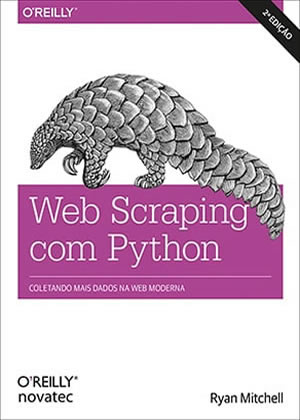 O'REILLY®
2ª EDIÇÃO
Web Scraping
com Python
COLETANDO MAIS DADOS NA WEB MODERNA
O'REILLY®
novatec
Ryan Mitchell